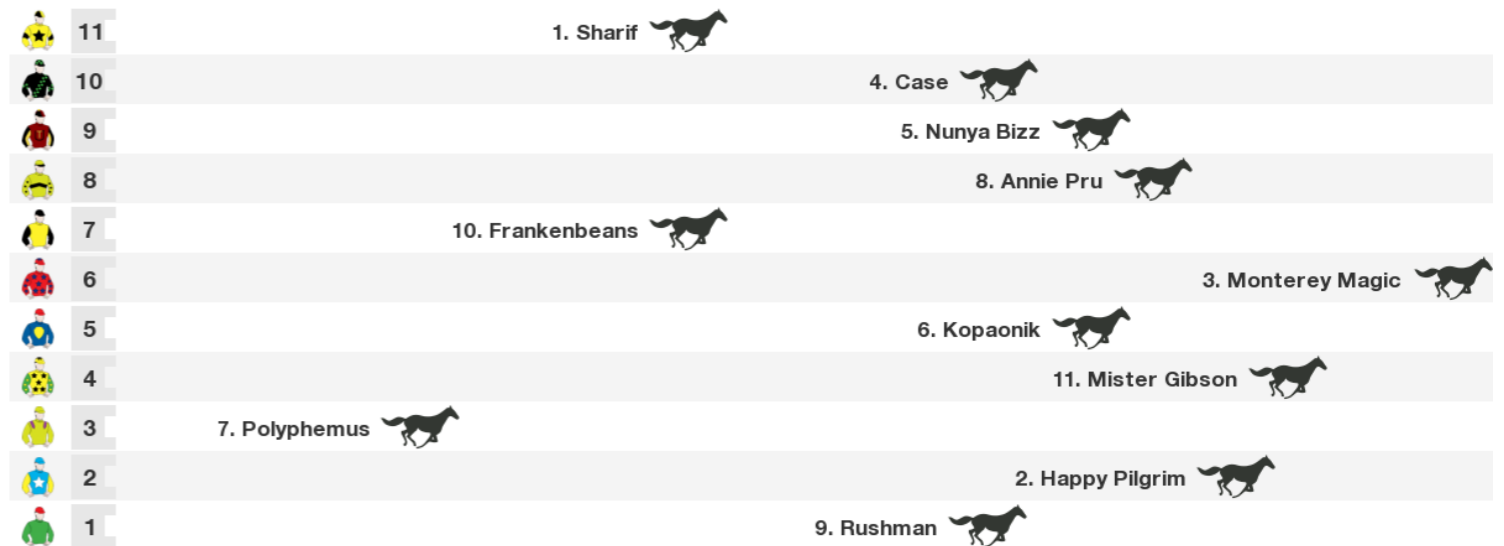 11 1. Sharif
10 4. Case
9 5. Nunya Bizz
8 8. Annie Pru
7 10. Frankenbeans
6 3. Monterey Magic
5 6. Kopaonik
4 11. Mister Gibson
3 7. Polyphemus
2 2. Happy Pilgrim
1 9. Rushman